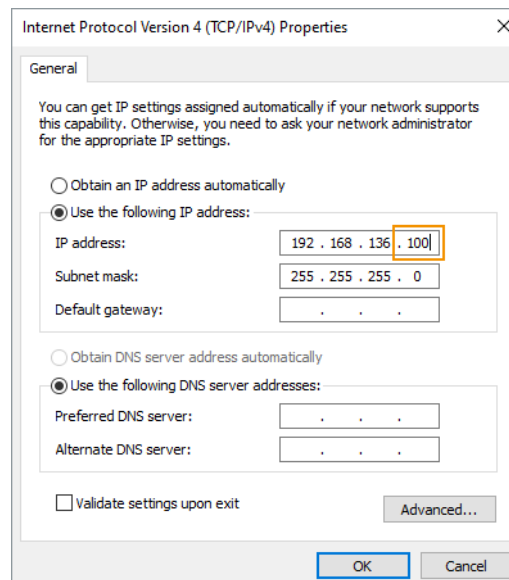 Internet Protocol Version 4 (TCP/IPv4) Properties
General
You can get IP settings assigned automatically if your network supports
this capability. Otherwise, you need to ask your network administrator
for the appropriate IP settings.
Obtain an IP address automatically
Use the following IP address:
IP address: 192 . 168 . 136 . 100
Subnet mask: 255 . 255 . 255 . 0
Default gateway: . . .
Obtain DNS server address automatically
Use the following DNS server addresses:
Preferred DNS server: . . .
Alternate DNS server: . . .
Validate settings upon exit
Advanced...
OK Cancel